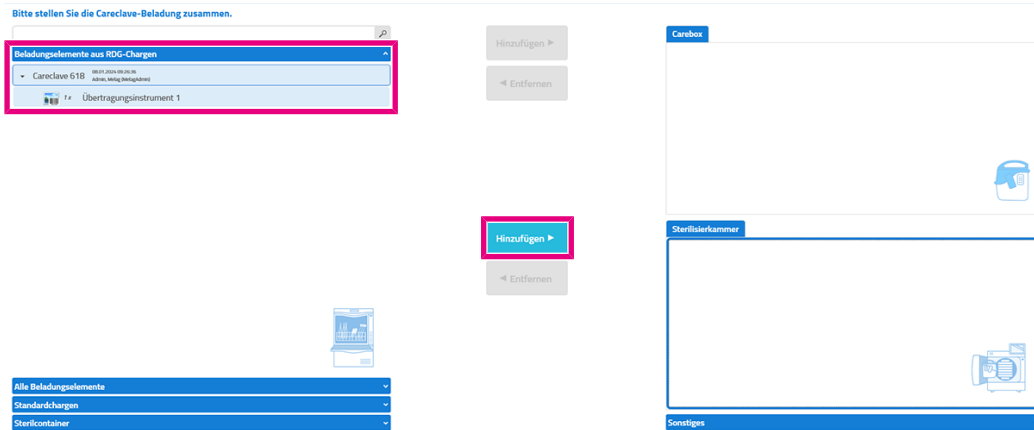 Bitte stellen Sie die Careclave-Beladung zusammen.
Beladungselemente aus RDG-Chargen
Careclave 618 08.01.2024 08:26:36
Admin, Melag (MelagAdmin)
1 x Übertragungsinstrument 1
Alle Beladungselemente
Standardchargen
Sterilcontainer
Hinzufügen
Entfernen
Hinzufügen
Entfernen
Carebox
Sterilisierkammer
Sonstiges